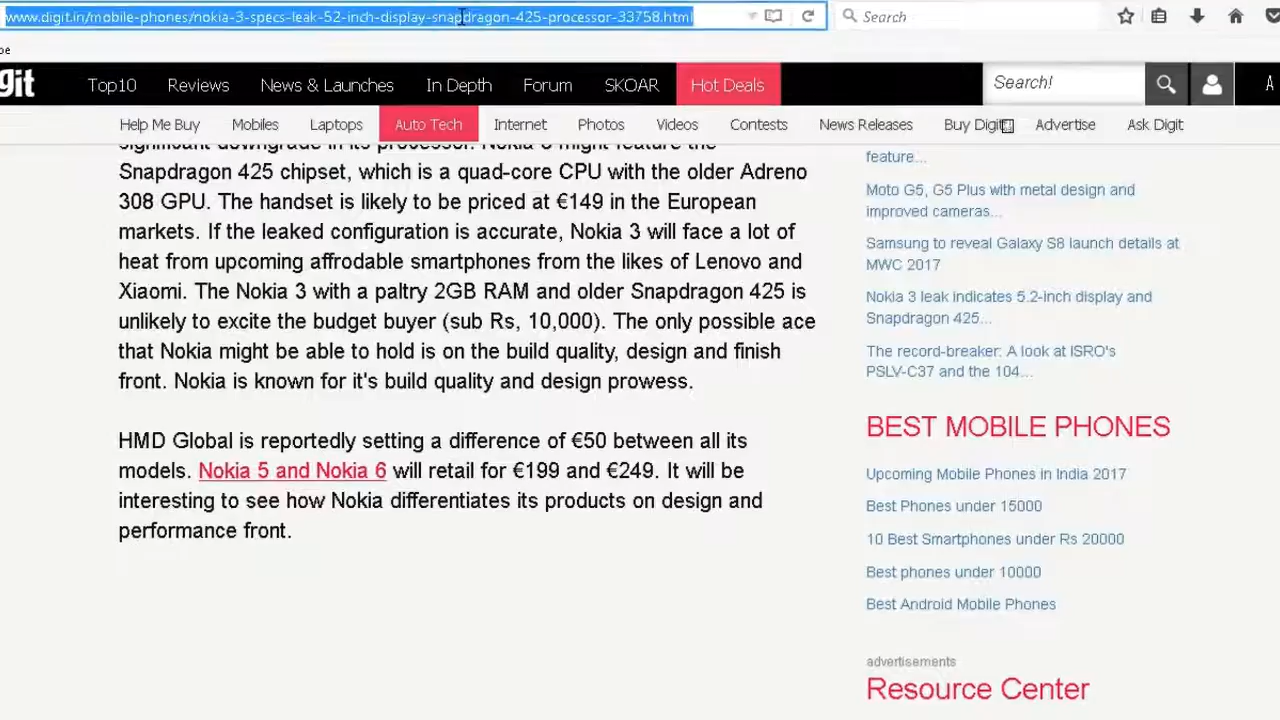 www.digit.in/mobile-phones/nokia-3-specs-leak-52-inch-display-snapdragon-425-processor-33758.html
Search
oe
git
Top10 Reviews News & Launches In Depth Forum SKOAR Hot Deals
Search!
A
Help Me Buy Mobiles Laptops Auto Tech Internet Photos Videos Contests News Releases Buy Digit Advertise Ask Digit
significant downgrade in its processor. Nokia 3 might feature the
Snapdragon 425 chipset, which is a quad-core CPU with the older Adreno
308 GPU. The handset is likely to be priced at €149 in the European
markets. If the leaked configuration is accurate, Nokia 3 will face a lot of
heat from upcoming affrodable smartphones from the likes of Lenovo and
Xiaomi. The Nokia 3 with a paltry 2GB RAM and older Snapdragon 425 is
unlikely to excite the budget buyer (sub Rs, 10,000). The only possible ace
that Nokia might be able to hold is on the build quality, design and finish
front. Nokia is known for it's build quality and design prowess.
HMD Global is reportedly setting a difference of €50 between all its
models. Nokia 5 and Nokia 6 will retail for €199 and €249. It will be
interesting to see how Nokia differentiates its products on design and
performance front.
feature...
Moto G5, G5 Plus with metal design and
improved cameras...
Samsung to reveal Galaxy S8 launch details at
MWC 2017
Nokia 3 leak indicates 5.2-inch display and
Snapdragon 425...
The record-breaker: A look at ISRO's
PSLV-C37 and the 104...
BEST MOBILE PHONES
Upcoming Mobile Phones in India 2017
Best Phones under 15000
10 Best Smartphones under Rs 20000
Best phones under 10000
Best Android Mobile Phones
advertisements
Resource Center